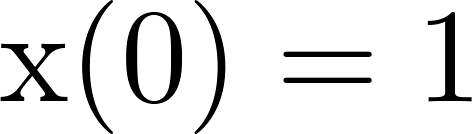 x(0) = 1